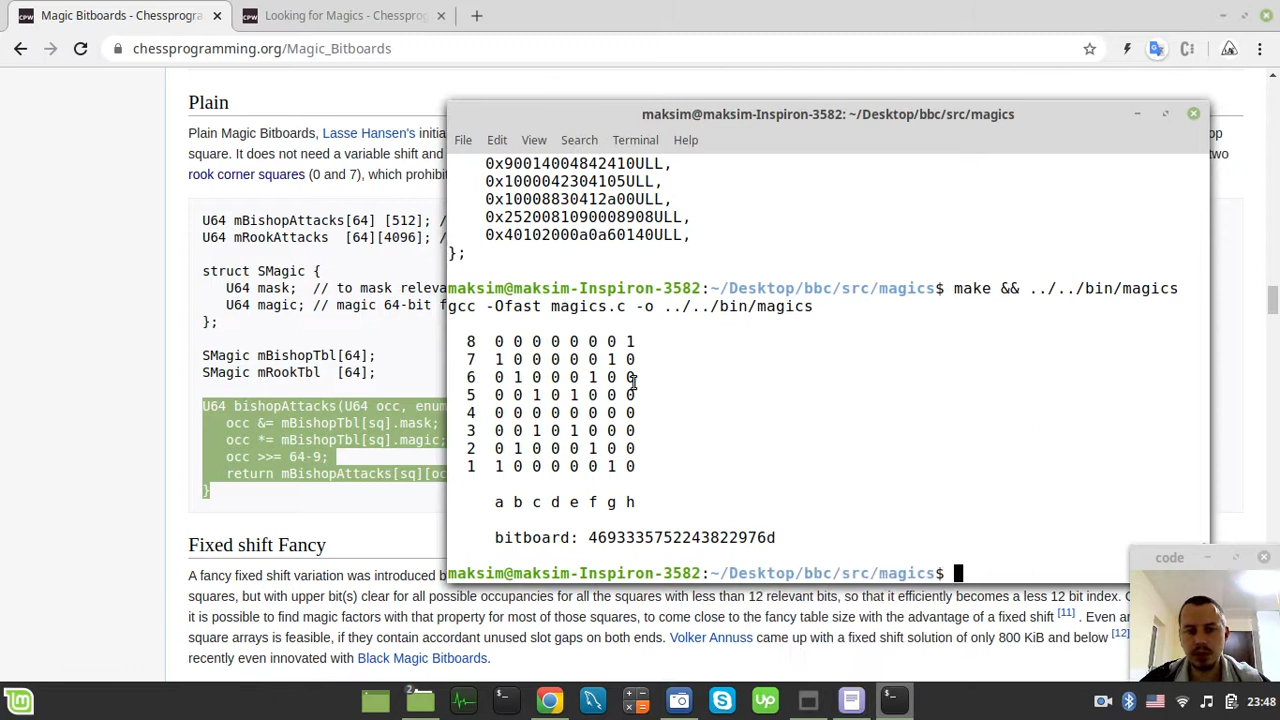 Magic Bitboards - Chessprogra
Looking for Magics - Chessprog
chessprogramming.org/Magic_Bitboards
Plain
Plain Magic Bitboards, Lasse Hansen's initia
square. It does not need a variable shift and
rook corner squares (0 and 7), which prohibit
op
two
U64 mBishopAttacks[64] [512]; /
U64 mRookAttacks  [64][4096]; /
struct SMagic {
U64 mask;  // to mask releva
U64 magic; // magic 64-bit f
};
SMagic mBishopTbl[64];
SMagic mRookTbl  [64];
U64 bishopAttacks(U64 occ, enum
occ &= mBishopTbl[sq].mask;
occ *= mBishopTbl[sq].magic;
occ >>= 64-9;
return mBishopAttacks[sq][oc
}
Fixed shift Fancy
A fancy fixed shift variation was introduced b
squares, but with upper bit(s) clear for all possible occupancies for all the squares with less than 12 relevant bits, so that it efficiently becomes a less 12 bit index.
it is possible to find magic factors with that property for most of those squares, to come close to the fancy table size with the advantage of a fixed shift [11] . Even
square arrays is feasible, if they contain accordant unused slot gaps on both ends. Volker Annuss came up with a fixed shift solution of only 800 KiB and below [12]
recently even innovated with Black Magic Bitboards.
maksim@maksim-Inspiron-3582: ~/Desktop/bbc/src/magics
File Edit View Search Terminal Help
0x90014004842410ULL,
0x1000042304105ULL,
0x10008830412a00ULL,
0x2520081090008908ULL,
0x40102000a0a60140ULL,
};
maksim@maksim-Inspiron-3582:~/Desktop/bbc/src/magics$ make && ../../bin/magics
gcc -Ofast magics.c -o ../../bin/magics
8  0 0 0 0 0 0 0 1
7  1 0 0 0 0 0 1 0
6  0 1 0 0 0 1 0 0
5  0 0 1 0 1 0 0 0
4  0 0 0 0 0 0 0 0
3  0 0 1 0 1 0 0 0
2  0 1 0 0 0 1 0 0
1  1 0 0 0 0 0 1 0
a b c d e f g h
bitboard: 4693335752243822976d
maksim@maksim-Inspiron-3582:~/Desktop/bbc/src/magics$
code
2
23:48